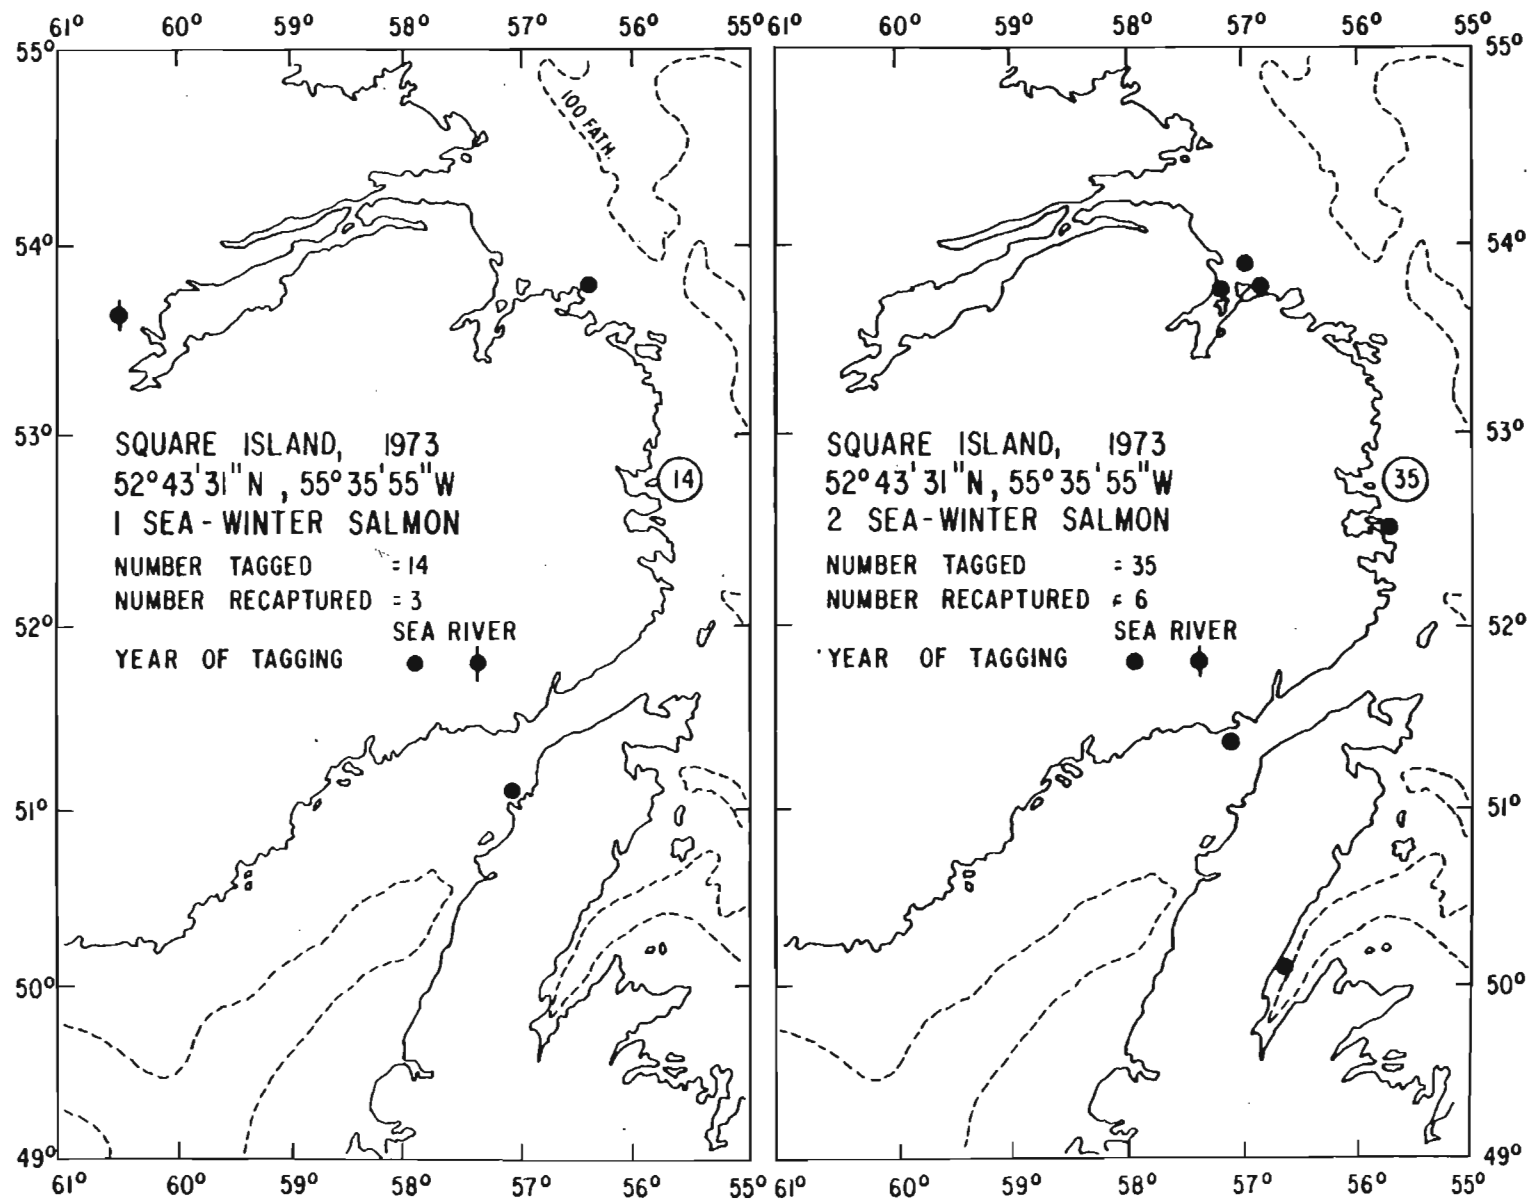 61° 60° 59° 58° 57° 56° 55°
55°
100 FATH.
54°
53°
SQUARE ISLAND, 1973
52°43'31"N, 55°35'55"W
14
1 SEA-WINTER SALMON
NUMBER TAGGED = 14
NUMBER RECAPTURED = 3
52°
SEA RIVER
YEAR OF TAGGING
51°
50°
49°
61° 60° 59° 58° 57° 56° 55°
61° 60° 59° 58° 57° 56° 55°
55°
54°
53°
SQUARE ISLAND, 1973
52°43'31"N, 55°35'55"W
35
2 SEA-WINTER SALMON
NUMBER TAGGED = 35
NUMBER RECAPTURED = 6
52°
SEA RIVER
YEAR OF TAGGING
51°
50°
49°
61° 60° 59° 58° 57° 56° 55°